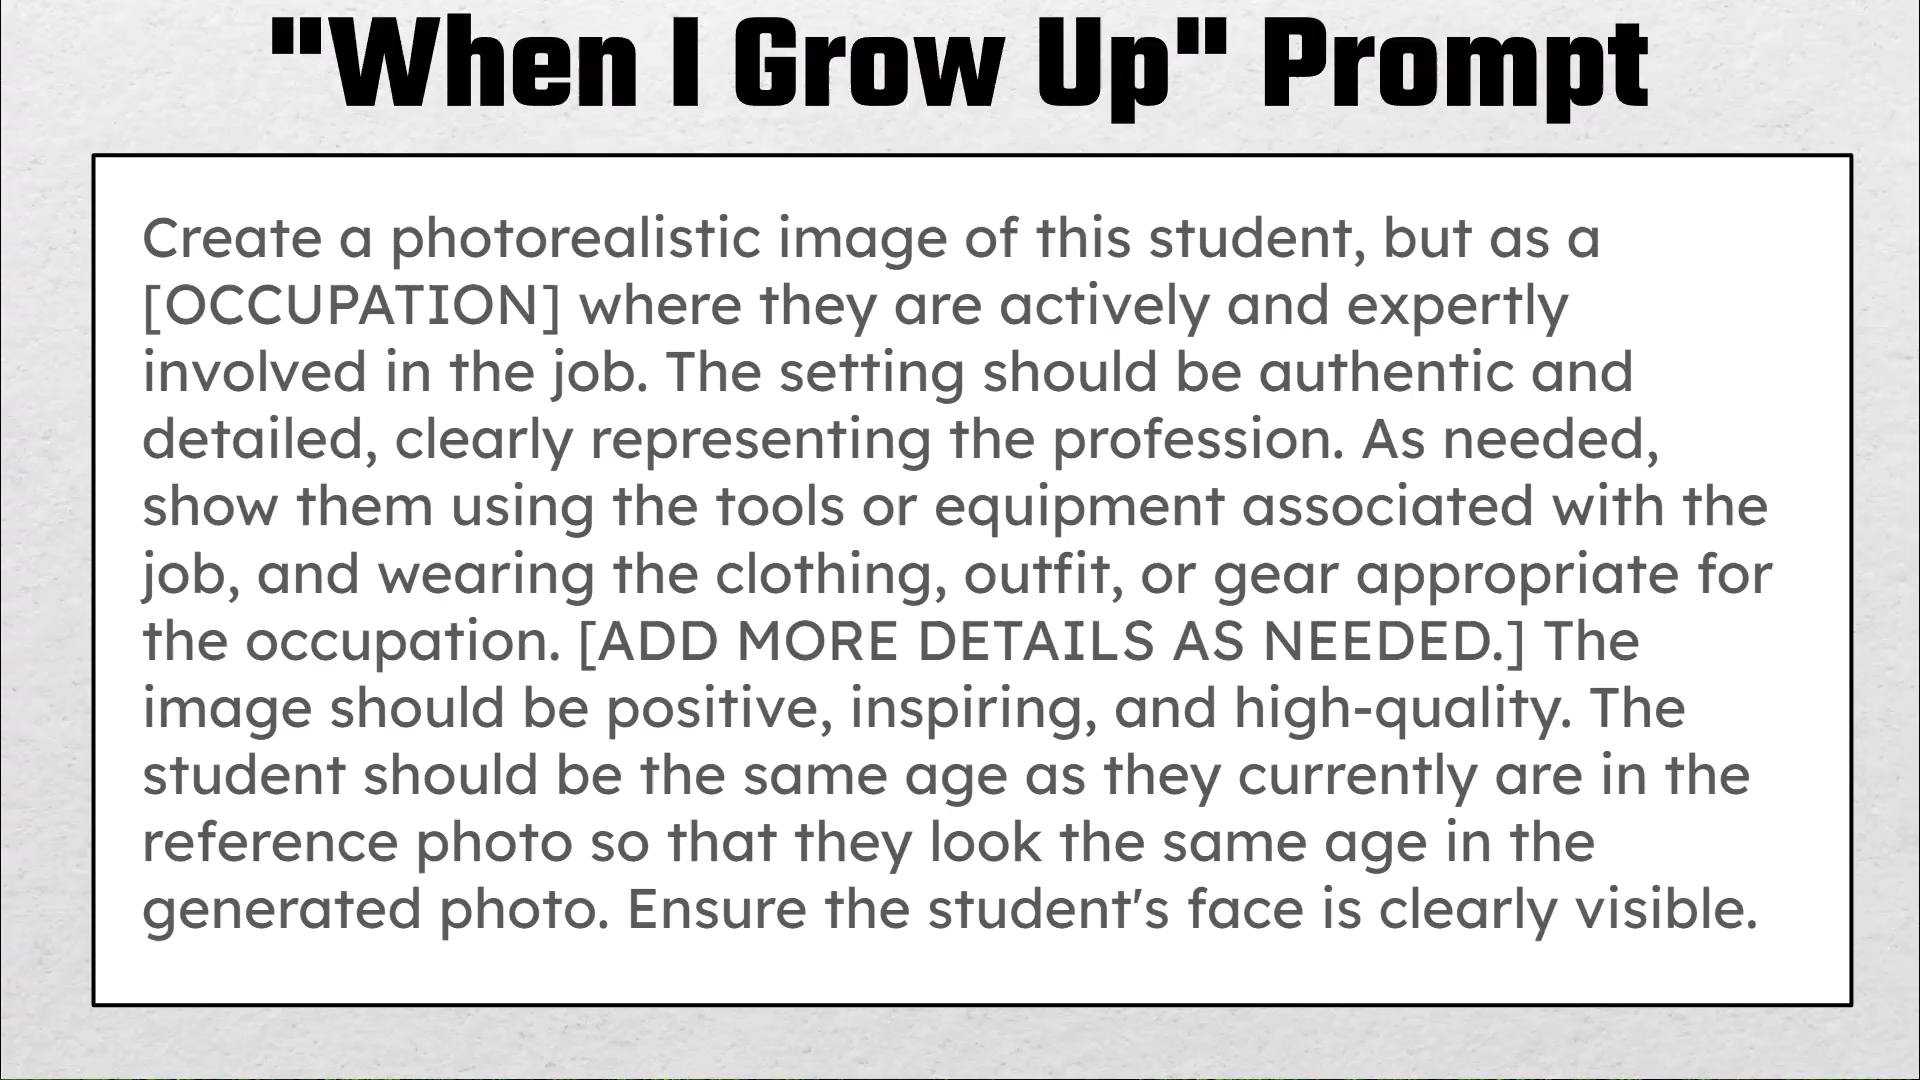 "When I Grow Up" Prompt
Create a photorealistic image of this student, but as a
[OCCUPATION] where they are actively and expertly
involved in the job. The setting should be authentic and
detailed, clearly representing the profession. As needed,
show them using the tools or equipment associated with the
job, and wearing the clothing, outfit, or gear appropriate for
the occupation. [ADD MORE DETAILS AS NEEDED.] The
image should be positive, inspiring, and high-quality. The
student should be the same age as they currently are in the
reference photo so that they look the same age in the
generated photo. Ensure the student's face is clearly visible.